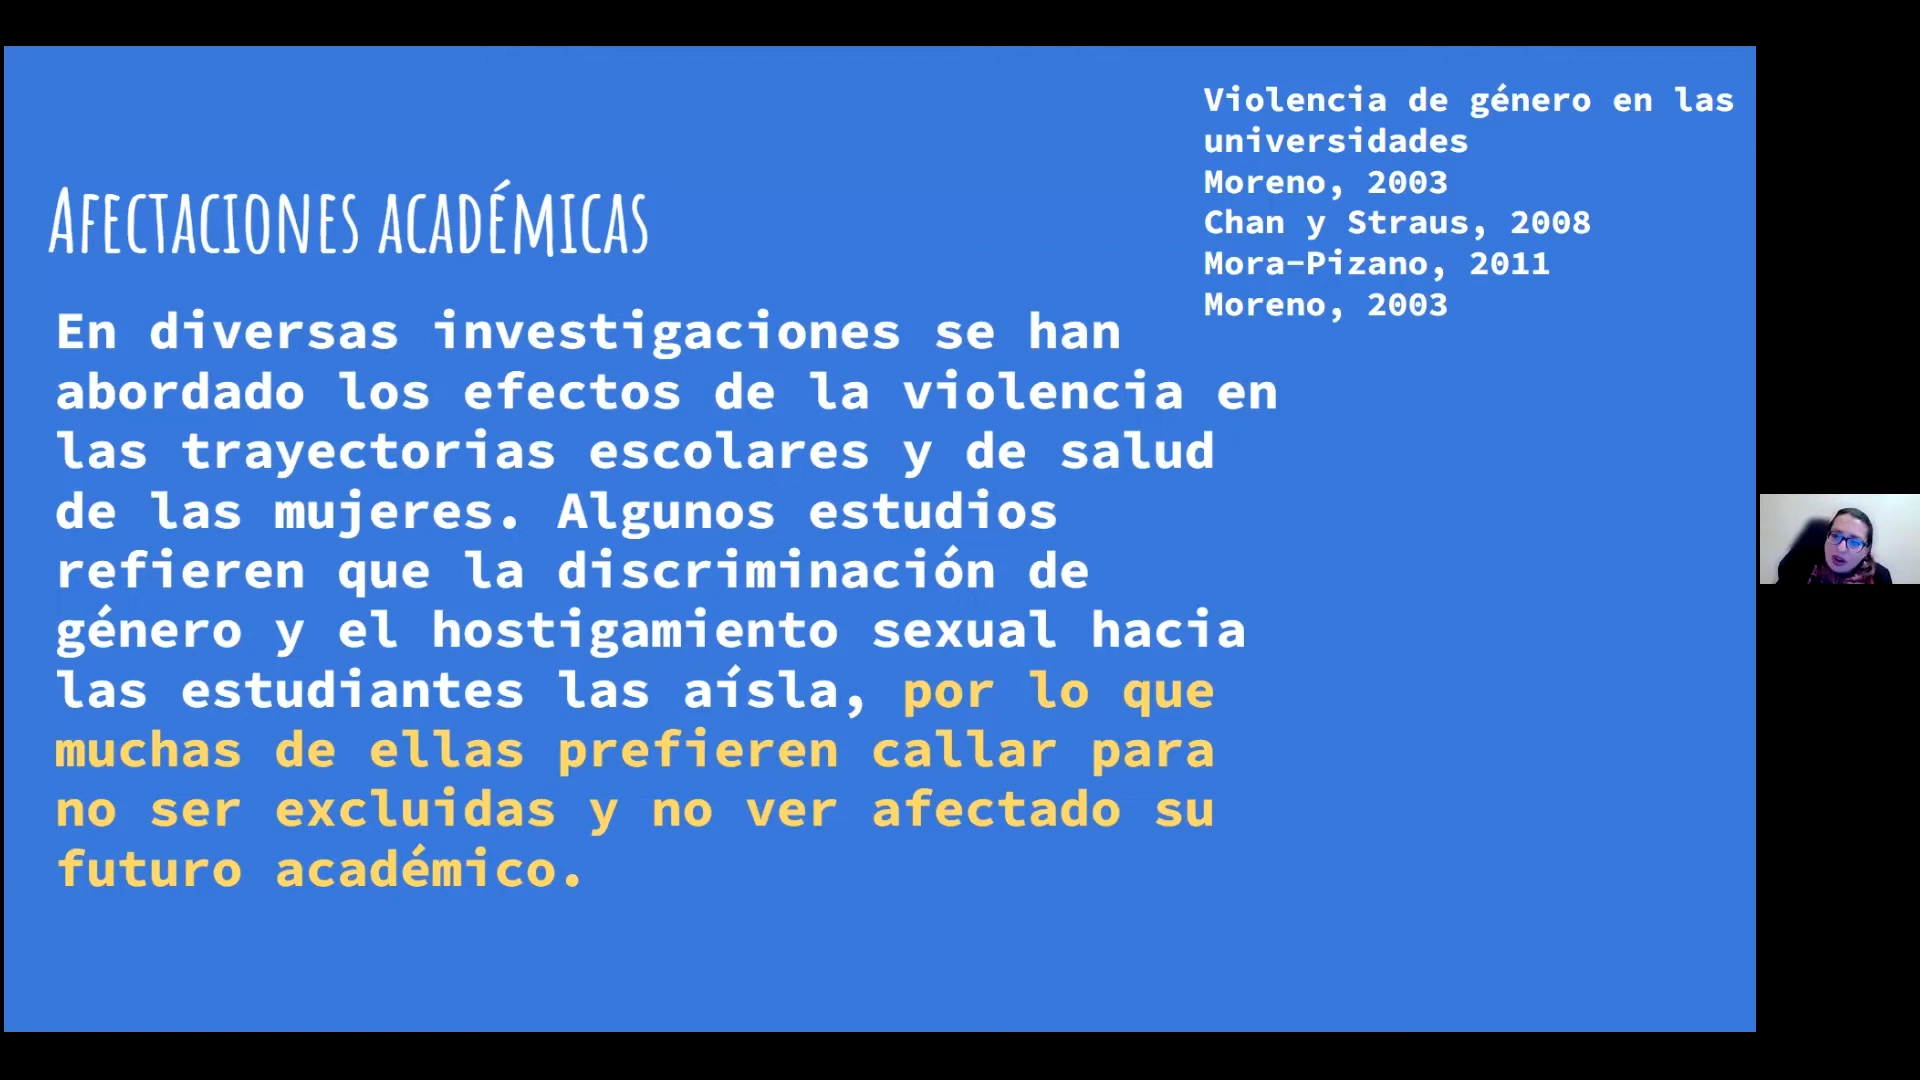 Violencia de género en las
universidades
Moreno, 2003
Chan y Straus, 2008
Mora-Pizano, 2011
Moreno, 2003
AFECTACIONES ACADÉMICAS
En diversas investigaciones se han
abordado los efectos de la violencia en
las trayectorias escolares y de salud
de las mujeres. Algunos estudios
refieren que la discriminación de
género y el hostigamiento sexual hacia
las estudiantes las aísla, por lo que
muchas de ellas prefieren callar para
no ser excluidas y no ver afectado su
futuro académico.